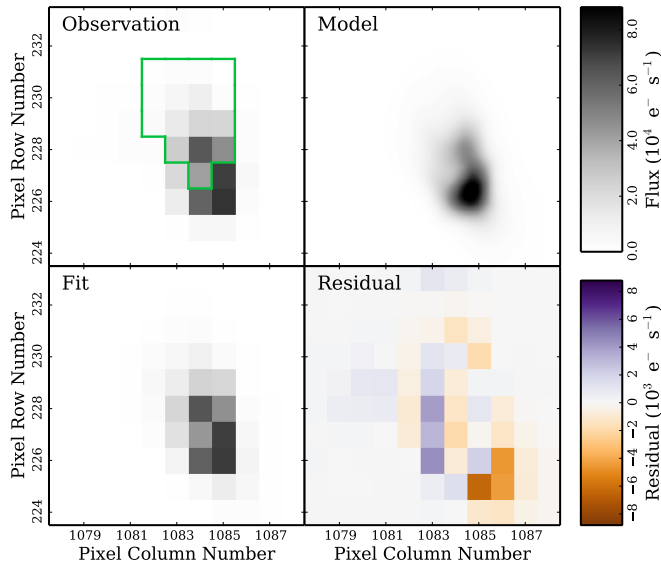 Observation
Model
Pixel Row Number
232
230
228
226
224
8.0
6.0
4.0
2.0
0.0
Flux (10⁴ e⁻ s⁻¹)
Fit
Residual
Pixel Row Number
232
230
228
226
224
8
6
4
2
0
−2
−4
−6
−8
Residual (10³ e⁻ s⁻¹)
1079 1081 1083 1085 1087
1079 1081 1083 1085 1087
Pixel Column Number
Pixel Column Number